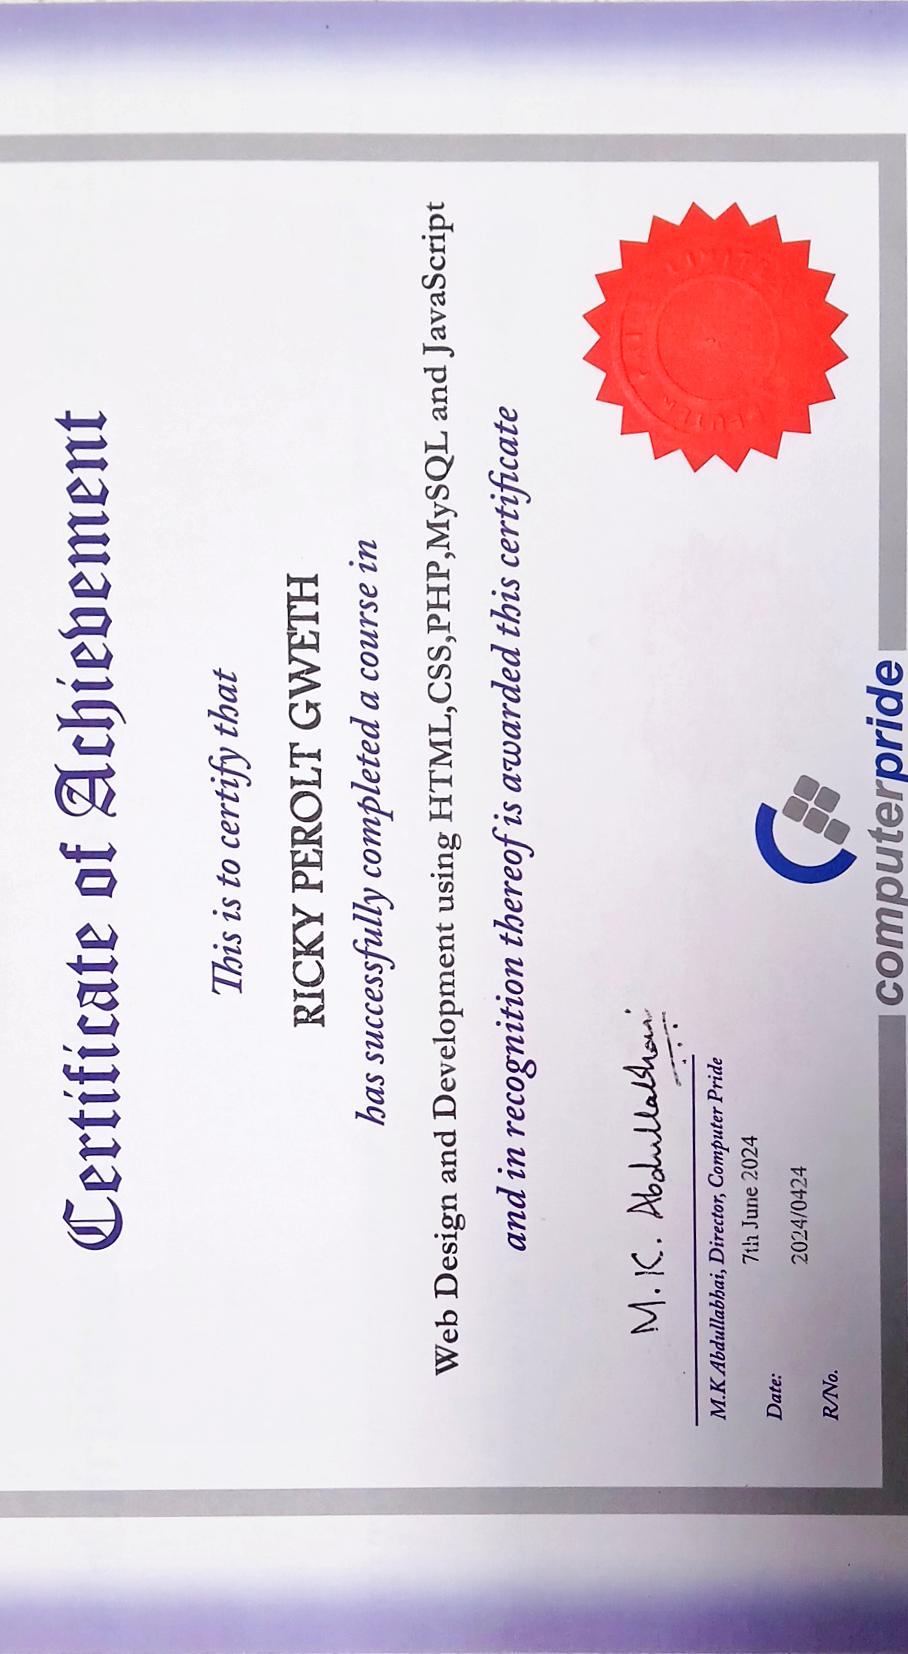 Certificate of Achievement
This is to certify that
RICKY PEROLT GWETH
has successfully completed a course in
Web Design and Development using HTML,CSS,PHP,MySQL and JavaScript
and in recognition thereof is awarded this certificate
M. K. Abdullabhai
M.K Abdullabhai, Director, Computer Pride
Date: 7th June 2024
R/No. 2024/0424
computerpride